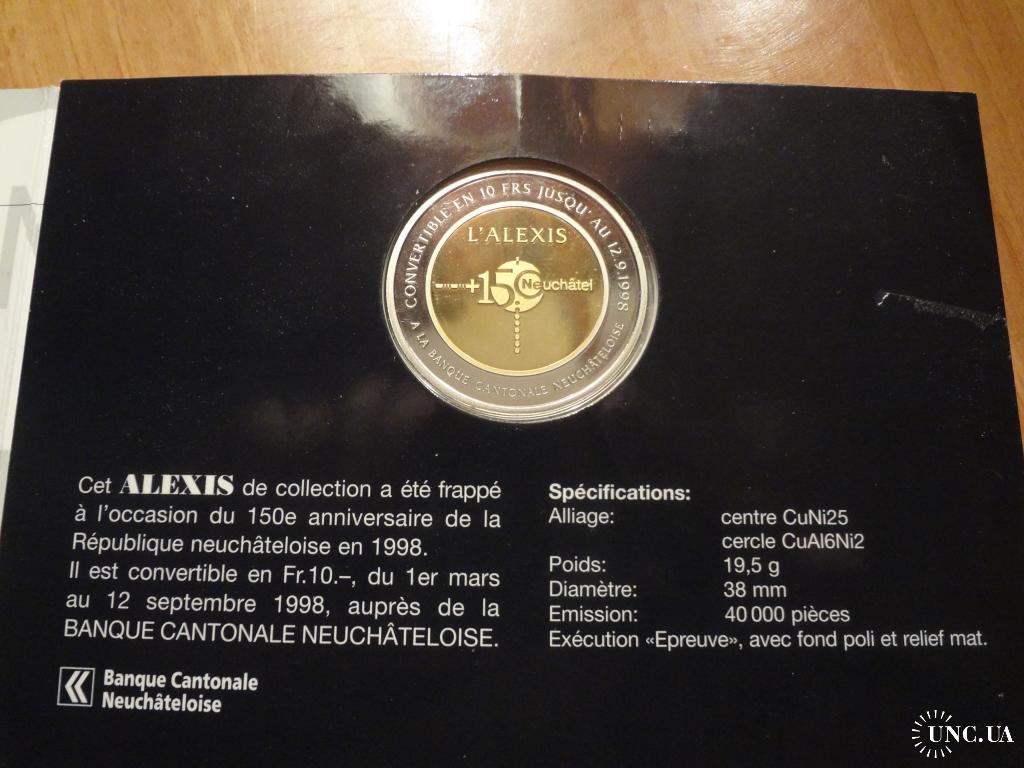 CONVERTIBLE EN 10 FRS JUSQU'AU 12.9.1998
L'ALEXIS
+150 Neuchâtel
A LA BANQUE CANTONALE NEUCHÂTELOISE
Cet ALEXIS de collection a été frappé
à l'occasion du 150e anniversaire de la
République neuchâteloise en 1998.
Il est convertible en Fr.10.–, du 1er mars
au 12 septembre 1998, auprès de la
BANQUE CANTONALE NEUCHÂTELOISE.
Banque Cantonale
Neuchâteloise
Spécifications:
Alliage: centre CuNi25
cercle CuAl6Ni2
Poids: 19,5 g
Diamètre: 38 mm
Emission: 40 000 pièces
Exécution «Epreuve», avec fond poli et relief mat.
UNC.UA